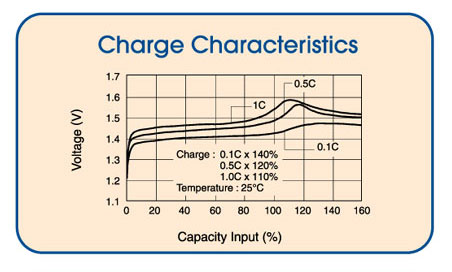 Charge Characteristics
Voltage (V)
1.7
1.6
1.5
1.4
1.3
1.2
1.1
0.5C
1C
0.1C
Charge : 0.1C x 140%
0.5C x 120%
1.0C x 110%
Temperature : 25°C
0 20 40 60 80 100 120 140 160
Capacity Input (%)